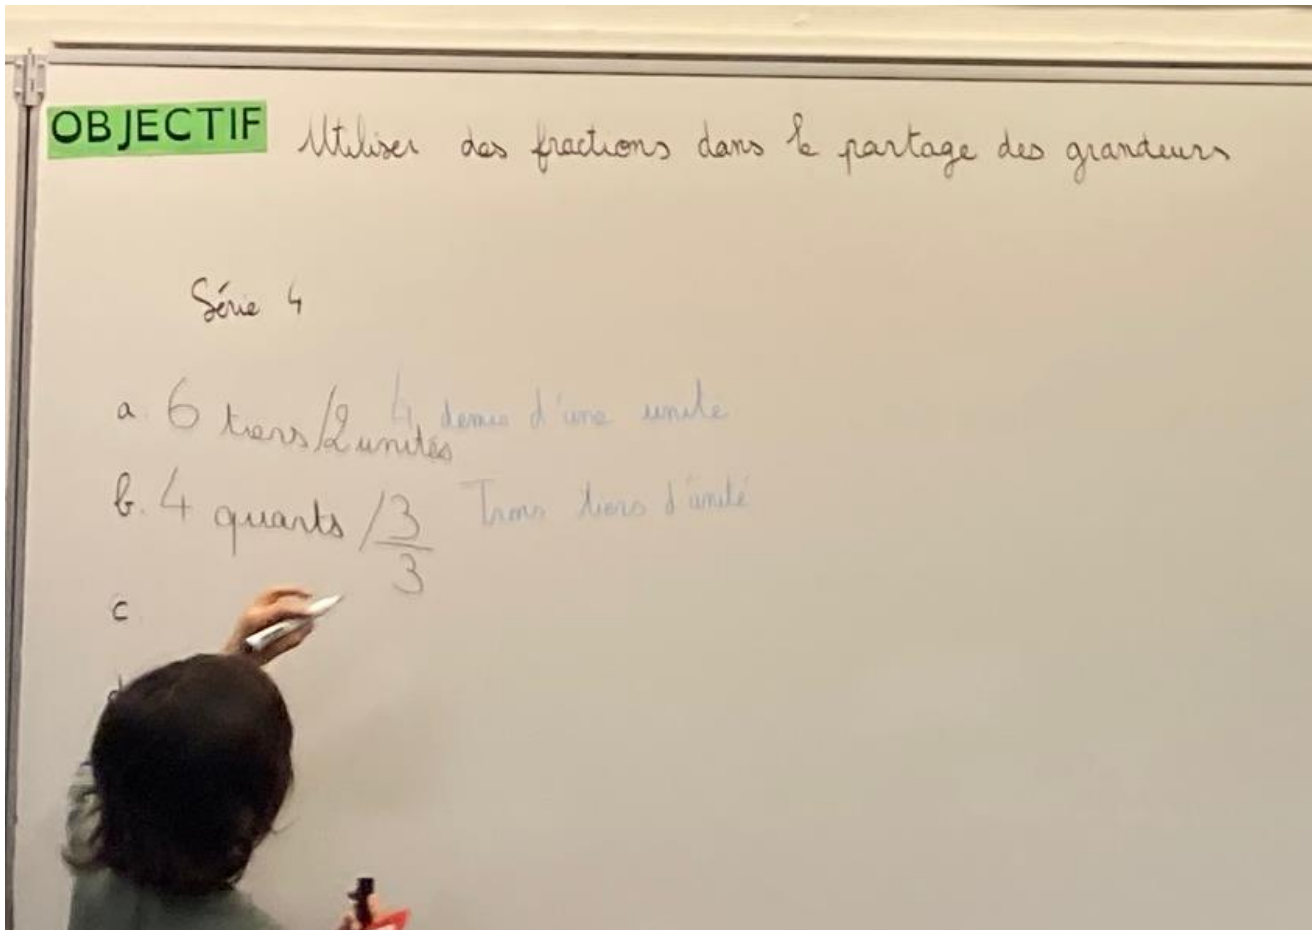 OBJECTIF Utiliser des fractions dans le partage des grandeurs
Série 4
a. 6 tiers/2 unités 4 demis d'une unité
b. 4 quarts / 3/3 Trois tiers d'unité
c.
d